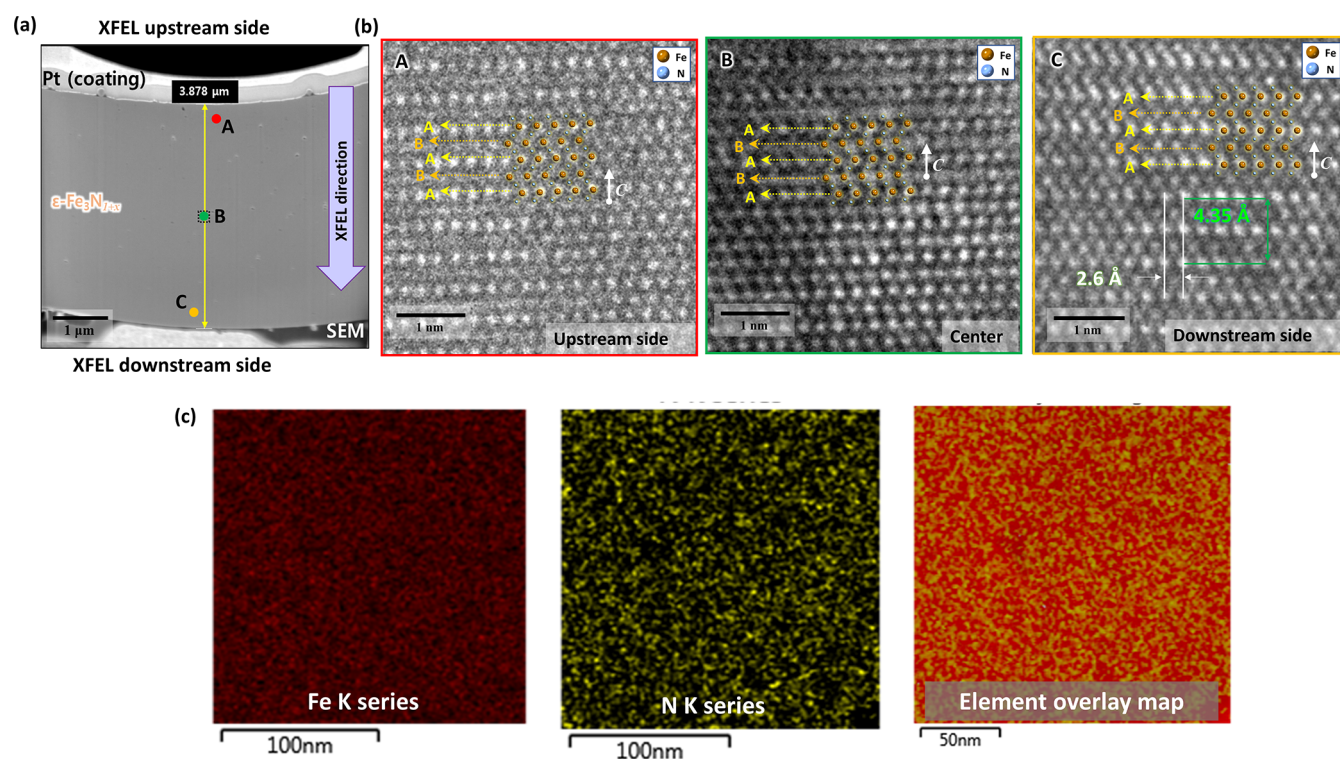 (a)
XFEL upstream side
Pt (coating)
3.878 µm
A
B
C
ε-Fe₃N₁₊ₓ
XFEL direction
1 µm
SEM
XFEL downstream side
(b)
A
Fe
N
A
B
A
B
A
C
1 nm
Upstream side
B
Fe
N
A
B
A
B
A
C
1 nm
Center
C
Fe
N
A
B
A
B
A
C
4.35 Å
2.6 Å
1 nm
Downstream side
(c)
Fe K series
100nm
N K series
100nm
Element overlay map
50nm